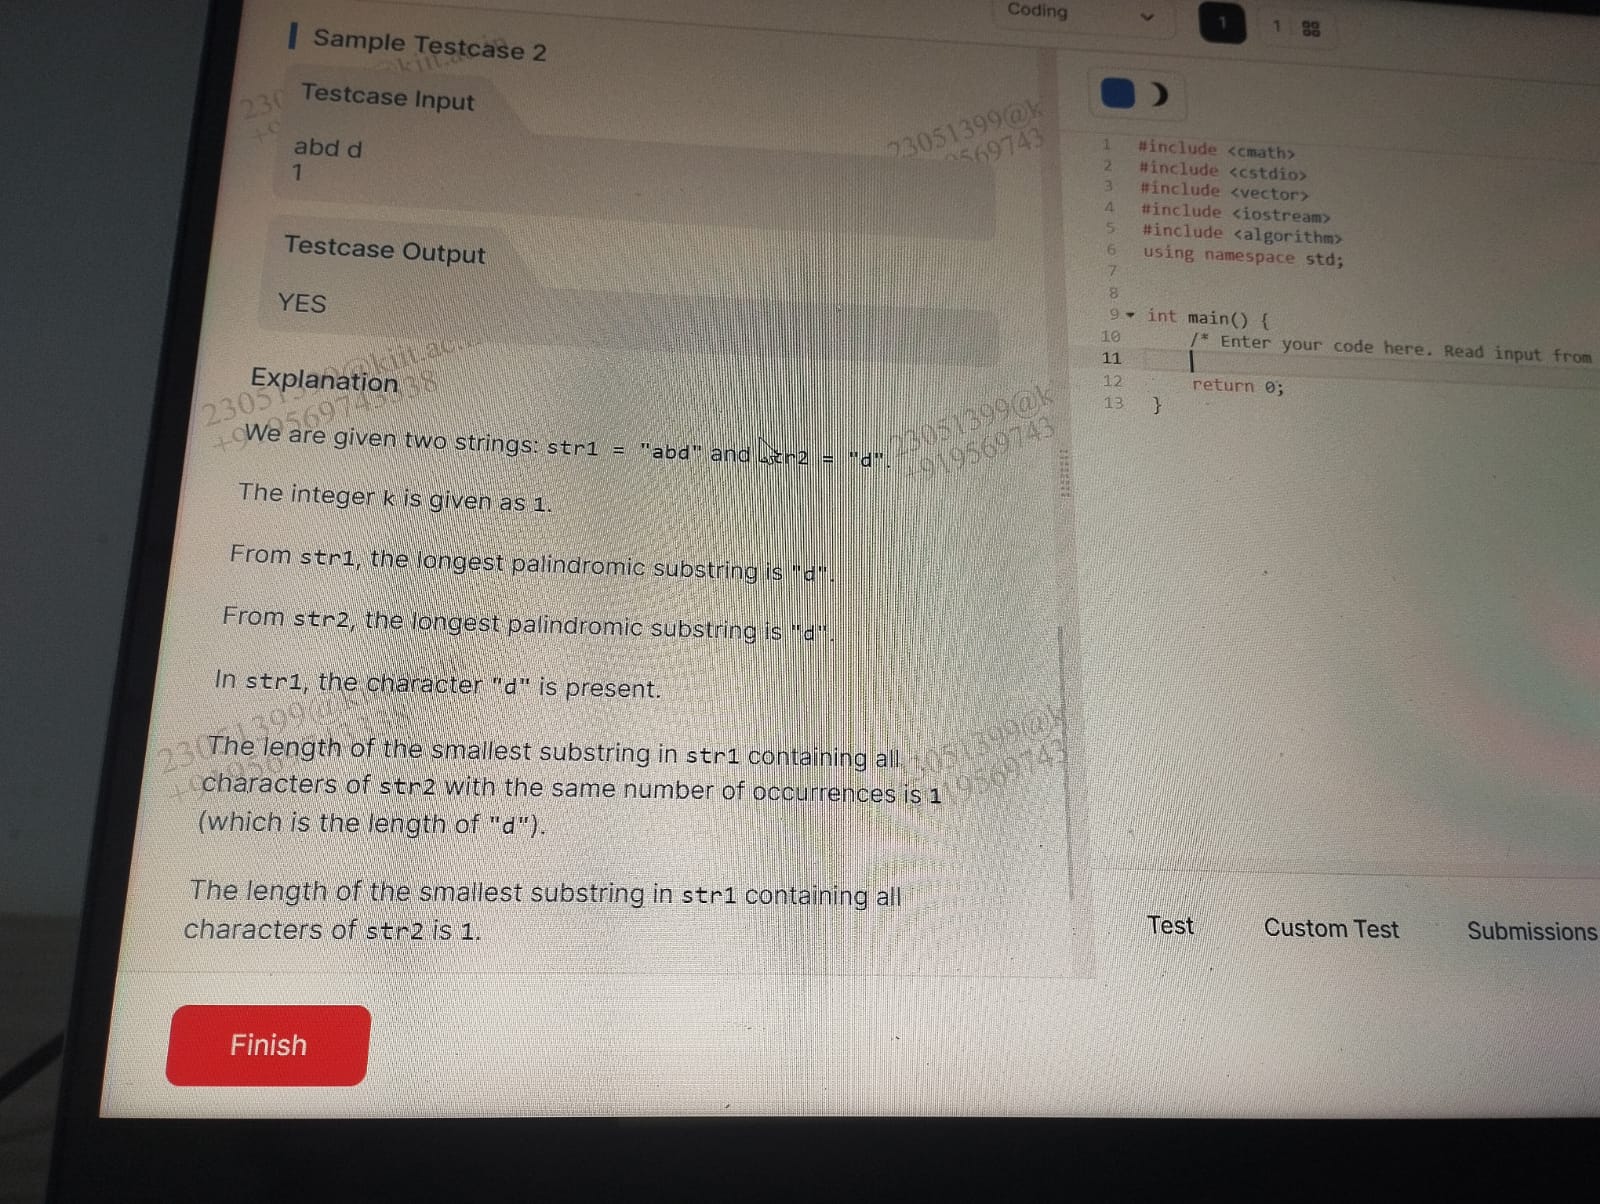 Coding
1
1
Sample Testcase 2
Testcase Input
abd d
1
Testcase Output
YES
Explanation
We are given two strings: str1 = "abd" and str2 = "d".
The integer k is given as 1.
From str1, the longest palindromic substring is "d".
From str2, the longest palindromic substring is "d".
In str1, the character "d" is present.
The length of the smallest substring in str1 containing all
characters of str2 with the same number of occurrences is 1
(which is the length of "d").
The length of the smallest substring in str1 containing all
characters of str2 is 1.
Finish
1 #include <cmath>
2 #include <cstdio>
3 #include <vector>
4 #include <iostream>
5 #include <algorithm>
6 using namespace std;
7
8
9 int main() {
10 /* Enter your code here. Read input from
11
12 return 0;
13 }
Test
Custom Test
Submissions